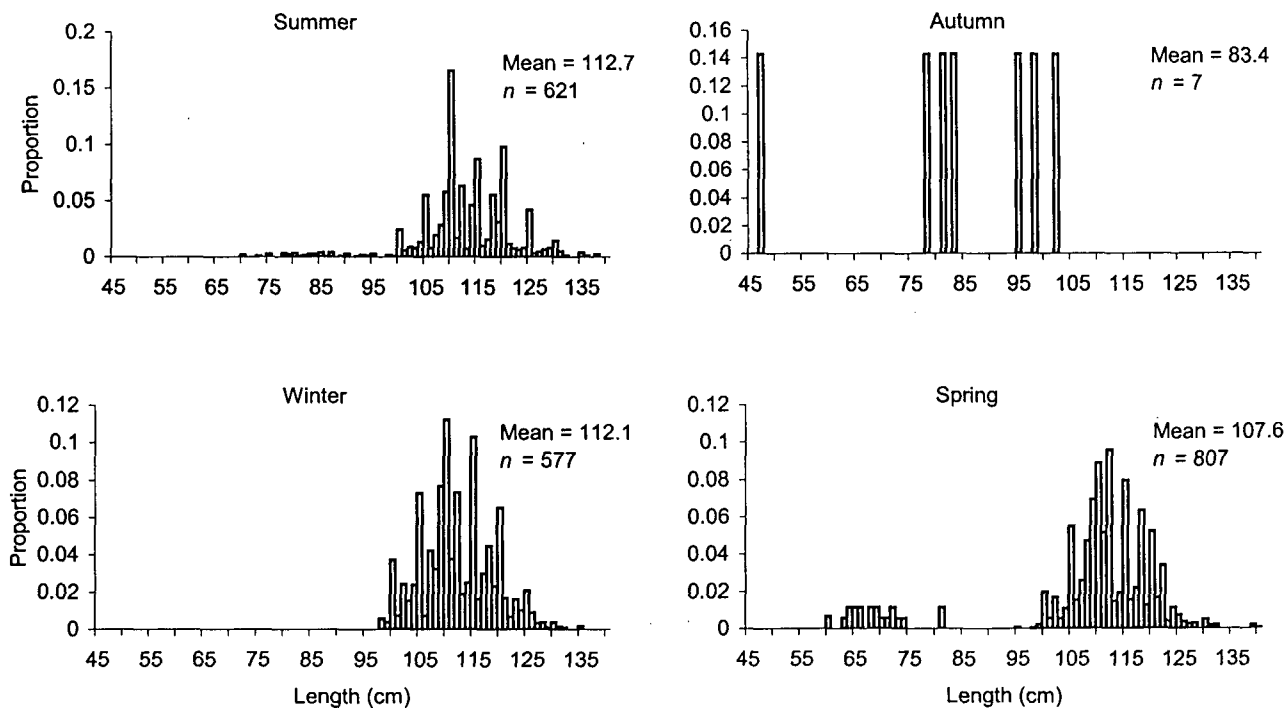 Summer
0.2
0.15
0.1
0.05
0
Proportion
Mean = 112.7
n = 621
45 55 65 75 85 95 105 115 125 135
Autumn
0.16
0.14
0.12
0.1
0.08
0.06
0.04
0.02
0
Mean = 83.4
n = 7
45 55 65 75 85 95 105 115 125 135
Winter
0.12
0.1
0.08
0.06
0.04
0.02
0
Proportion
Mean = 112.1
n = 577
45 55 65 75 85 95 105 115 125 135
Length (cm)
Spring
0.12
0.1
0.08
0.06
0.04
0.02
0
Mean = 107.6
n = 807
45 55 65 75 85 95 105 115 125 135
Length (cm)